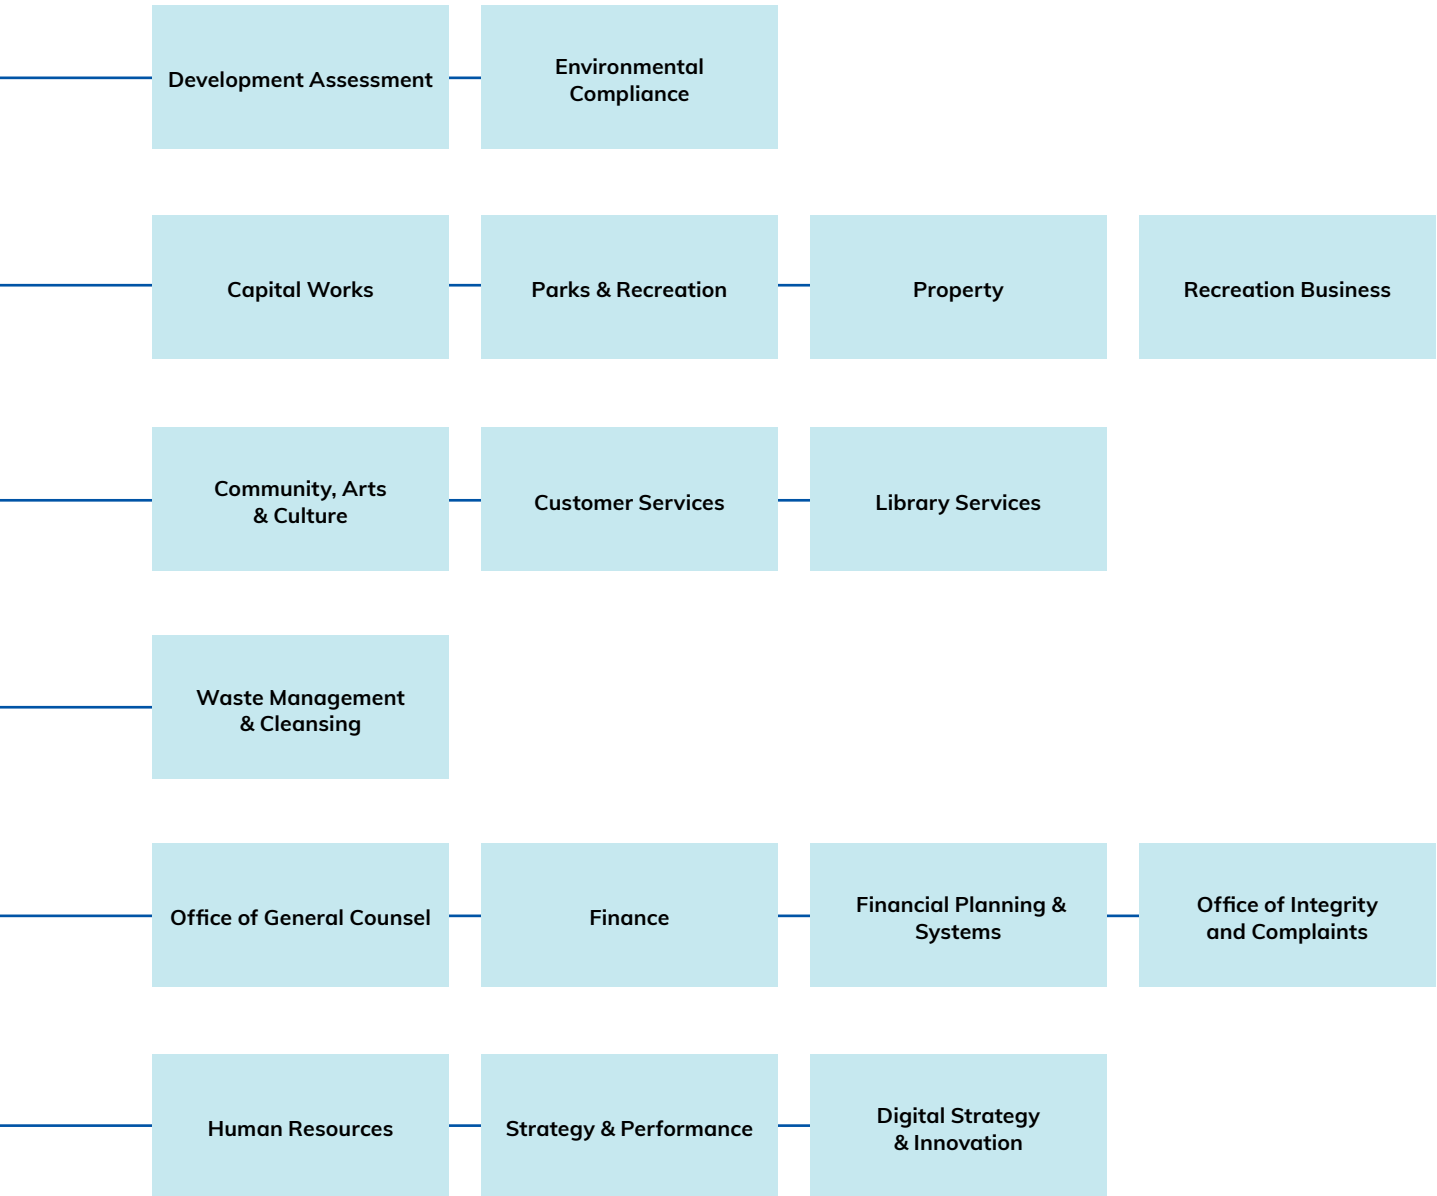 Development Assessment
Environmental
Compliance
Capital Works
Parks & Recreation
Property
Recreation Business
Community, Arts
& Culture
Customer Services
Library Services
Waste Management
& Cleansing
Office of General Counsel
Finance
Financial Planning &
Systems
Office of Integrity
and Complaints
Human Resources
Strategy & Performance
Digital Strategy
& Innovation